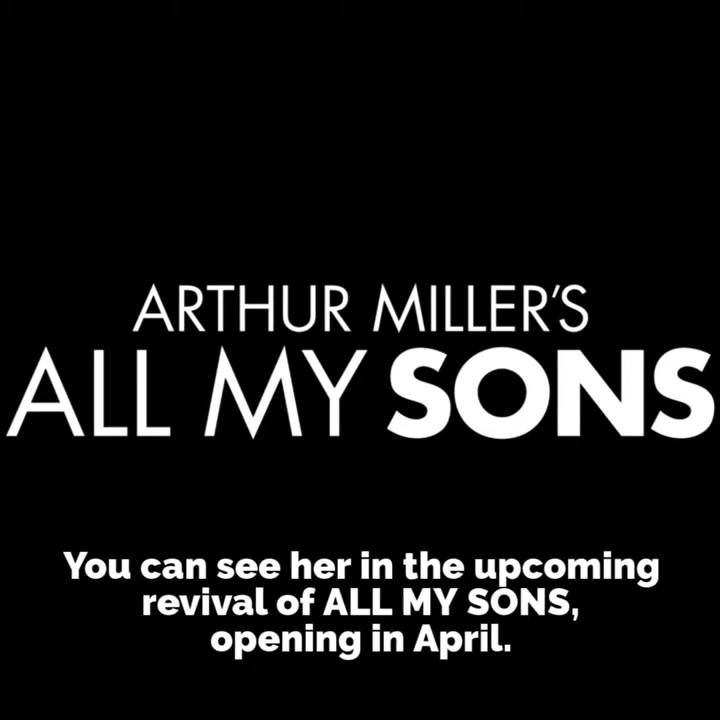 ARTHUR MILLER'S
ALL MY SONS
You can see her in the upcoming
revival of ALL MY SONS,
opening in April.